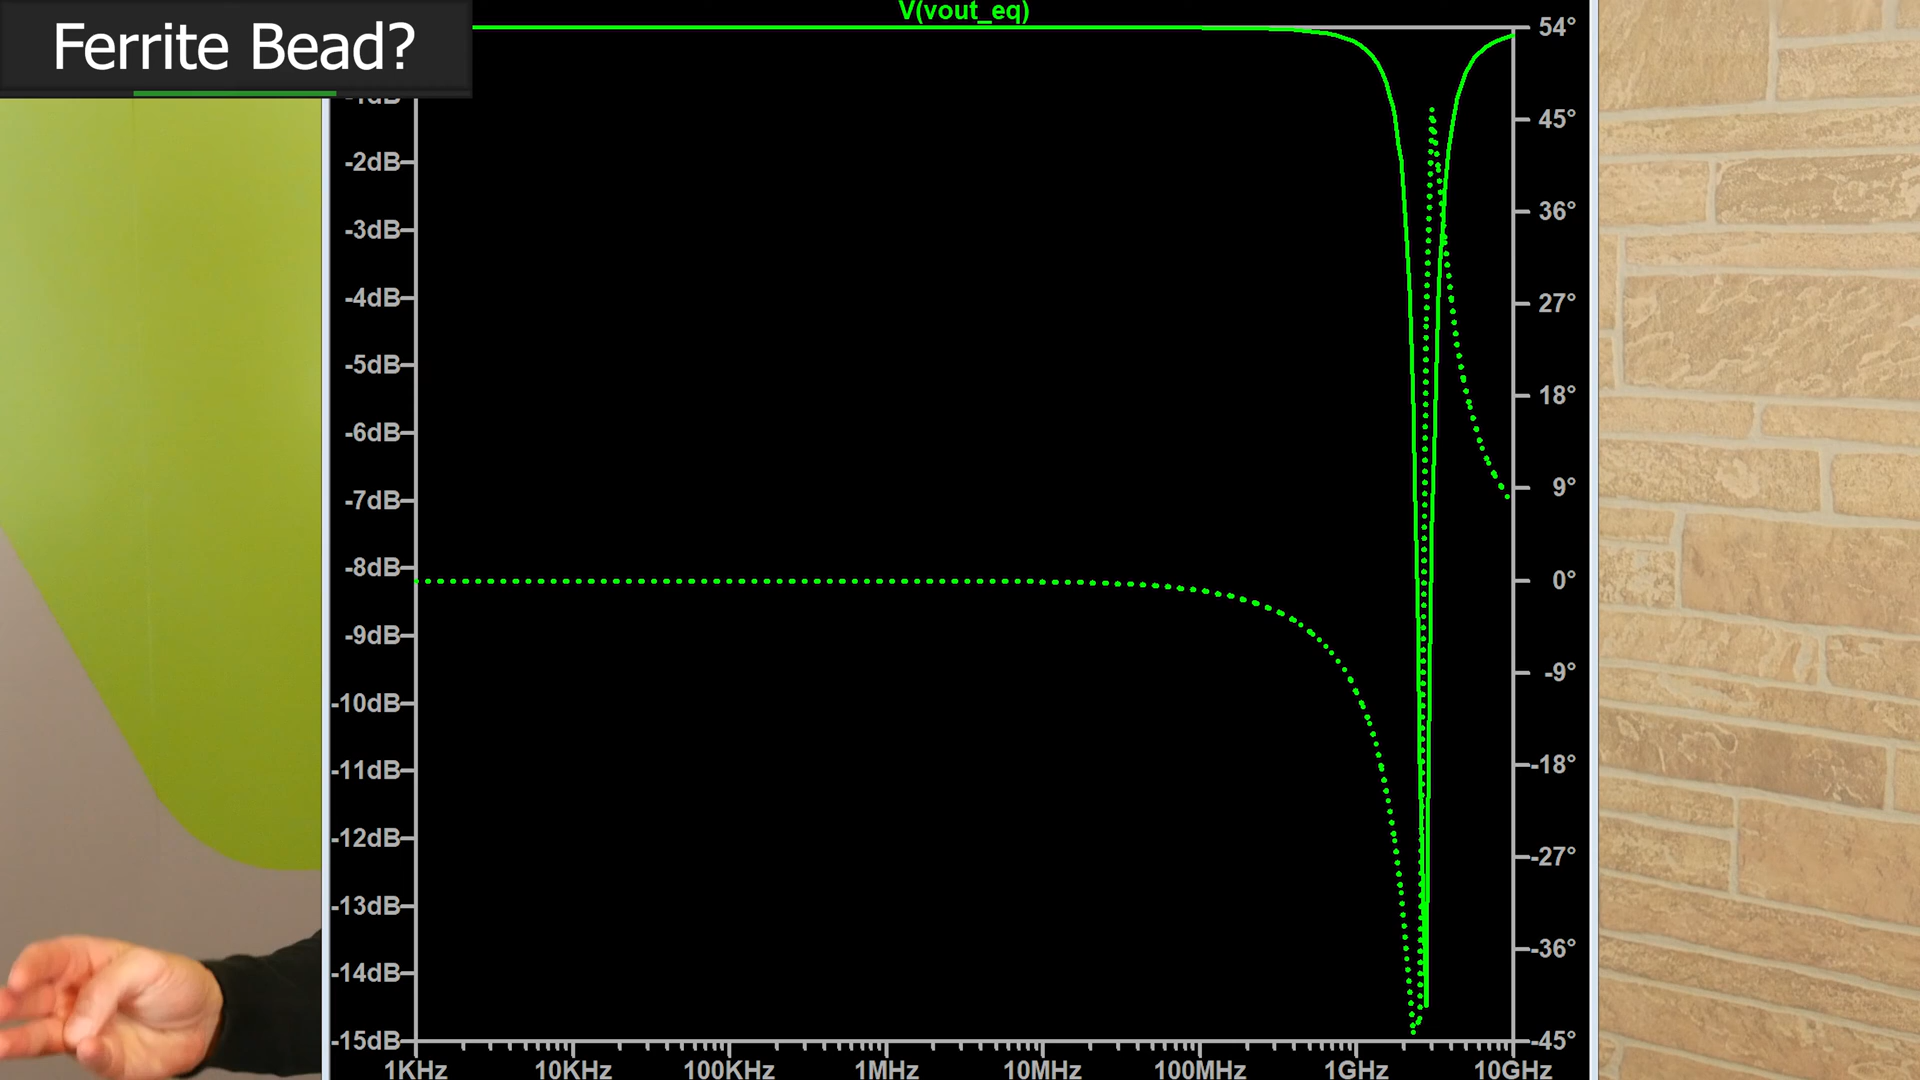 Ferrite Bead?
V(vout_eq)
54°
-1dB
45°
-2dB
36°
-3dB
-4dB
27°
-5dB
18°
-6dB
9°
-7dB
-8dB
0°
-9dB
-9°
-10dB
-11dB
-18°
-12dB
-27°
-13dB
-36°
-14dB
-15dB
-45°
1KHz 10KHz 100KHz 1MHz 10MHz 100MHz 1GHz 10GHz